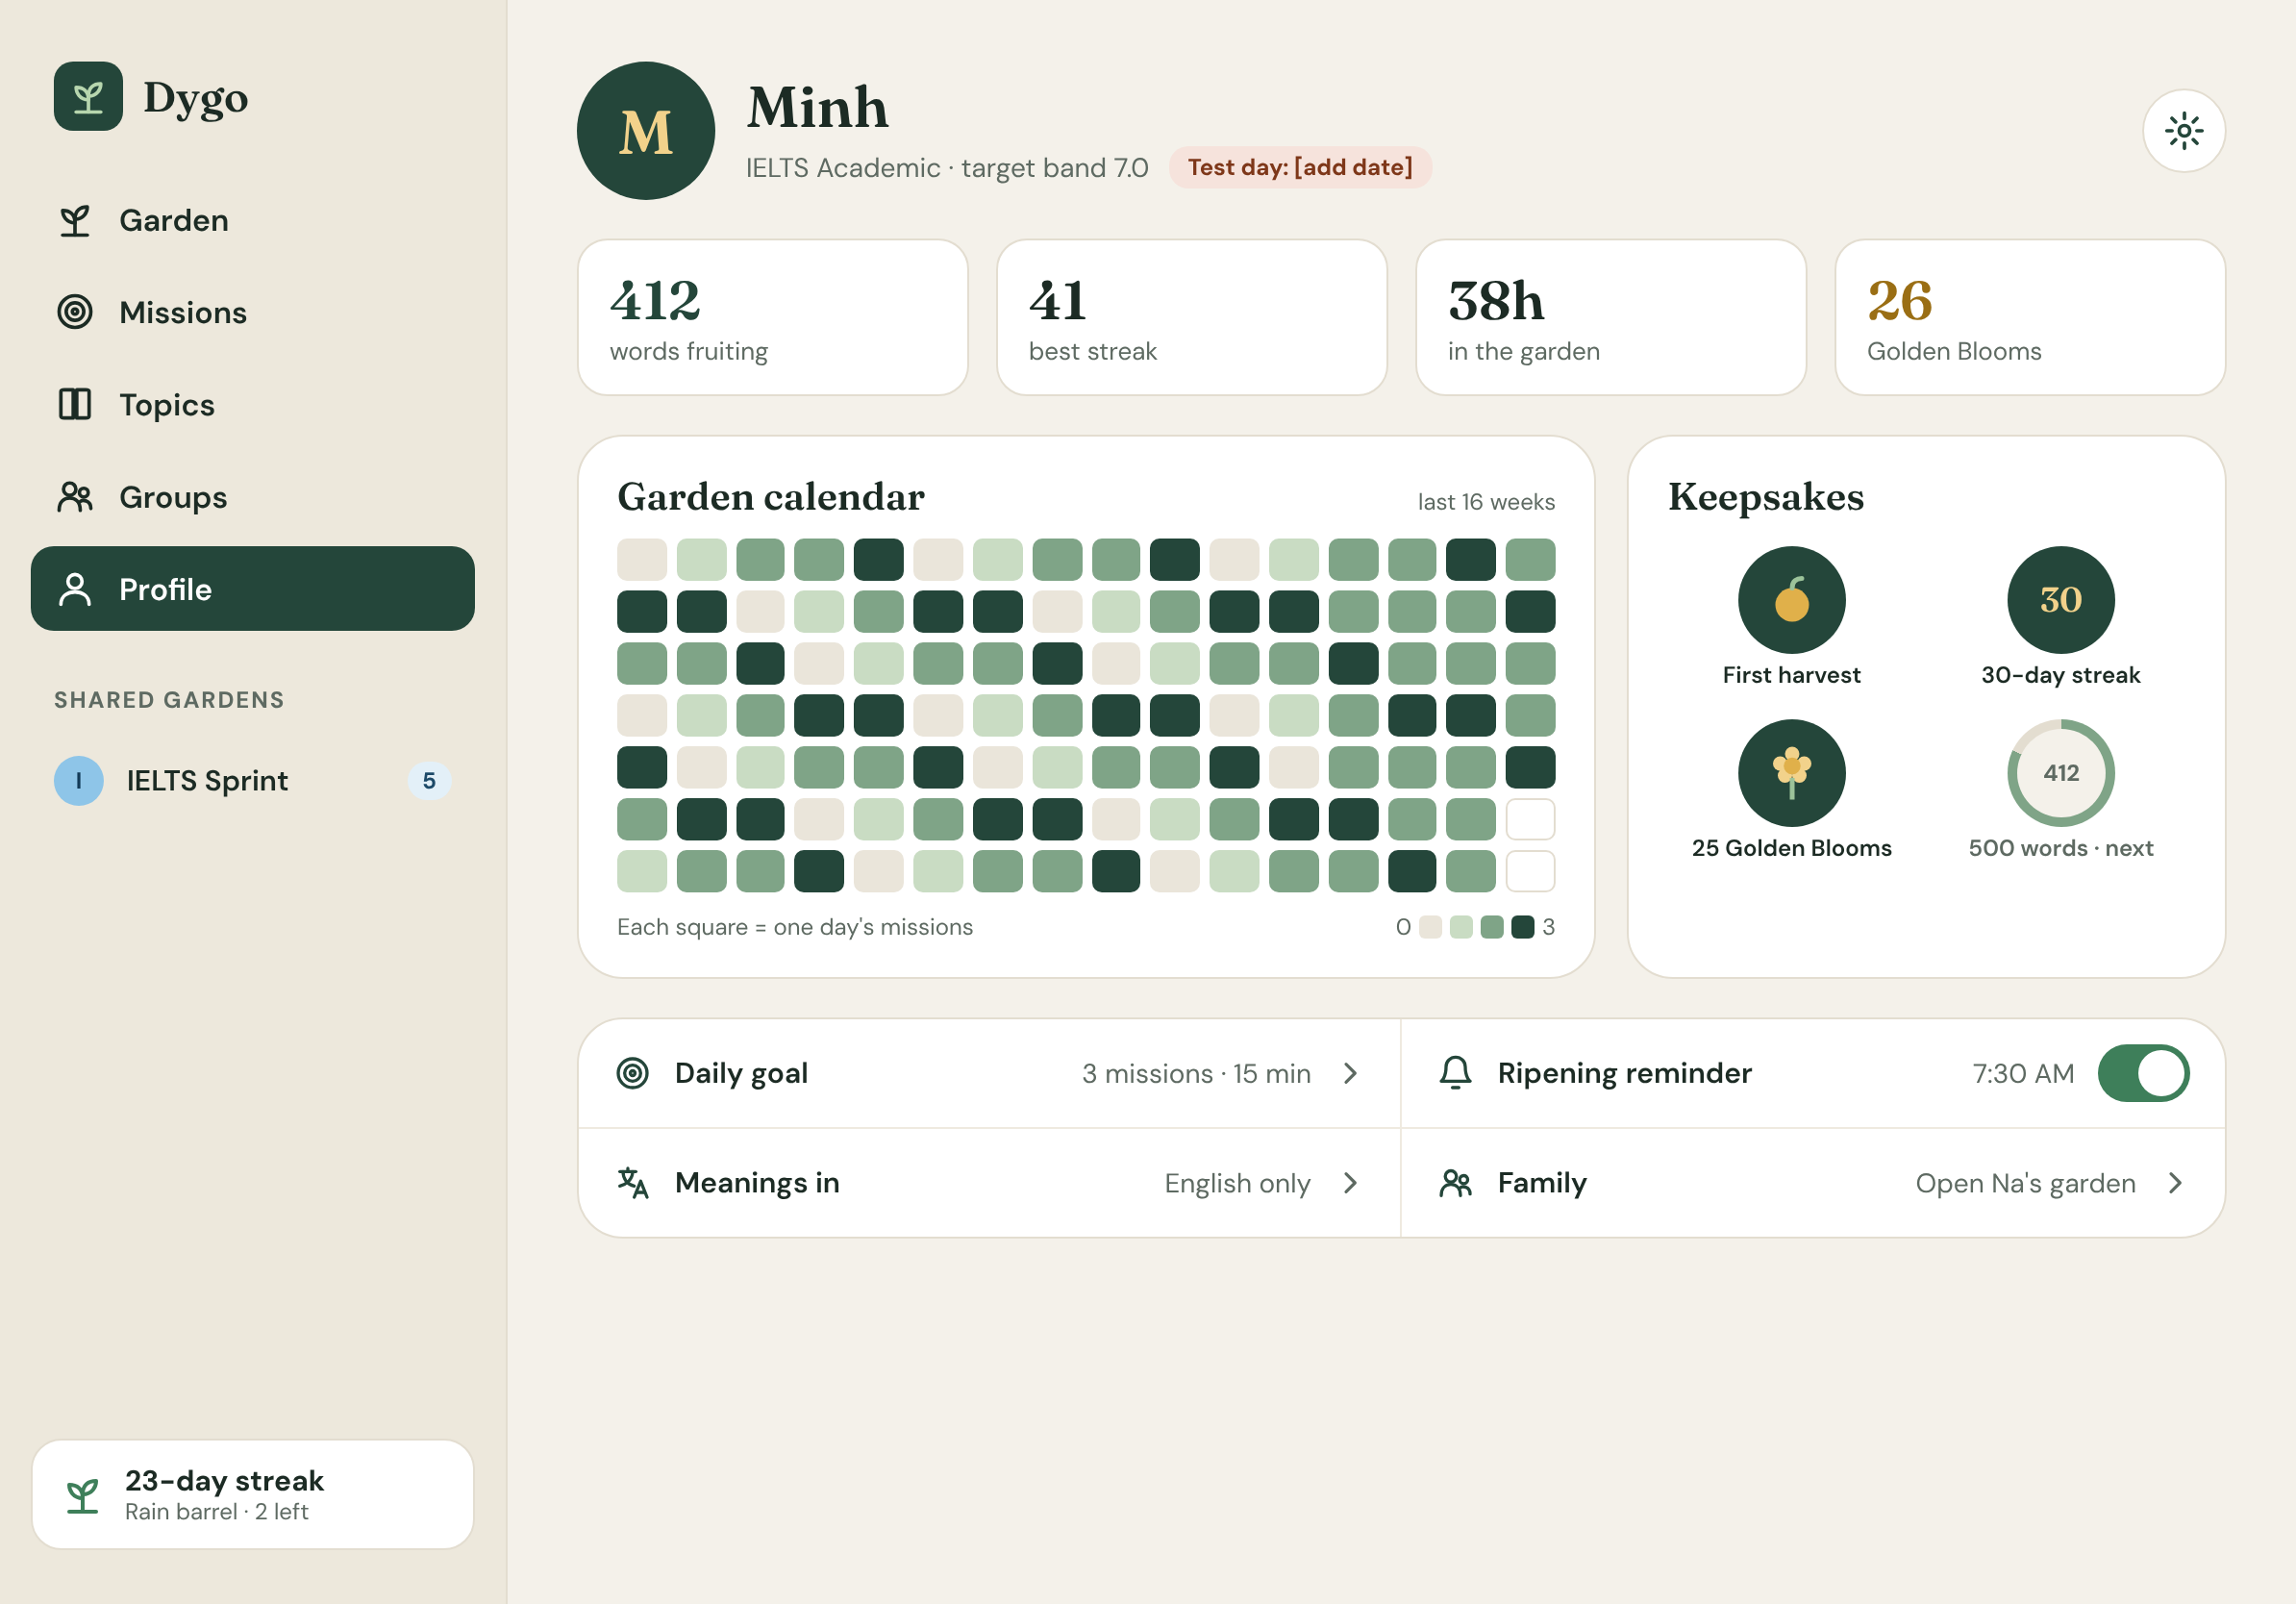 Dygo
Garden
Missions
Topics
Groups
Profile
SHARED GARDENS
I IELTS Sprint 5
23-day streak
Rain barrel · 2 left
M
Minh
IELTS Academic · target band 7.0 Test day: [add date]
412
words fruiting
41
best streak
38h
in the garden
26
Golden Blooms
Garden calendar last 16 weeks
Each square = one day's missions 0 3
Keepsakes
30
First harvest 30-day streak
412
25 Golden Blooms 500 words · next
Daily goal 3 missions · 15 min
Ripening reminder 7:30 AM
Meanings in English only
Family Open Na's garden